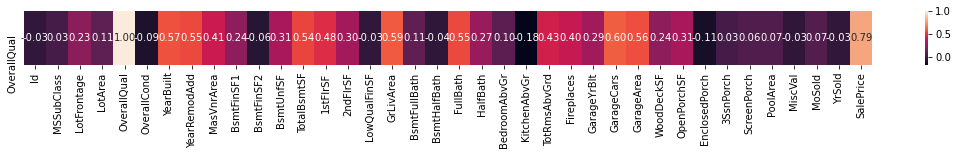 -0.03 0.03 0.23 0.11 1.00 -0.09 0.57 0.55 0.41 0.24 -0.06 0.31 0.54 0.48 0.30 -0.03 0.59 0.11 -0.04 0.55 0.27 0.10 -0.18 0.43 0.40 0.29 0.60 0.56 0.24 0.31 -0.11 0.03 0.06 0.07 -0.03 0.07 -0.03 0.79
OverallQual
Id
MSSubClass
LotFrontage
LotArea
OverallQual
OverallCond
YearBuilt
YearRemodAdd
MasVnrArea
BsmtFinSF1
BsmtFinSF2
BsmtUnfSF
TotalBsmtSF
1stFlrSF
2ndFlrSF
LowQualFinSF
GrLivArea
BsmtFullBath
BsmtHalfBath
FullBath
HalfBath
BedroomAbvGr
KitchenAbvGr
TotRmsAbvGrd
Fireplaces
GarageYrBlt
GarageCars
GarageArea
WoodDeckSF
OpenPorchSF
EnclosedPorch
3SsnPorch
ScreenPorch
PoolArea
MiscVal
MoSold
YrSold
SalePrice
1.0
0.5
0.0